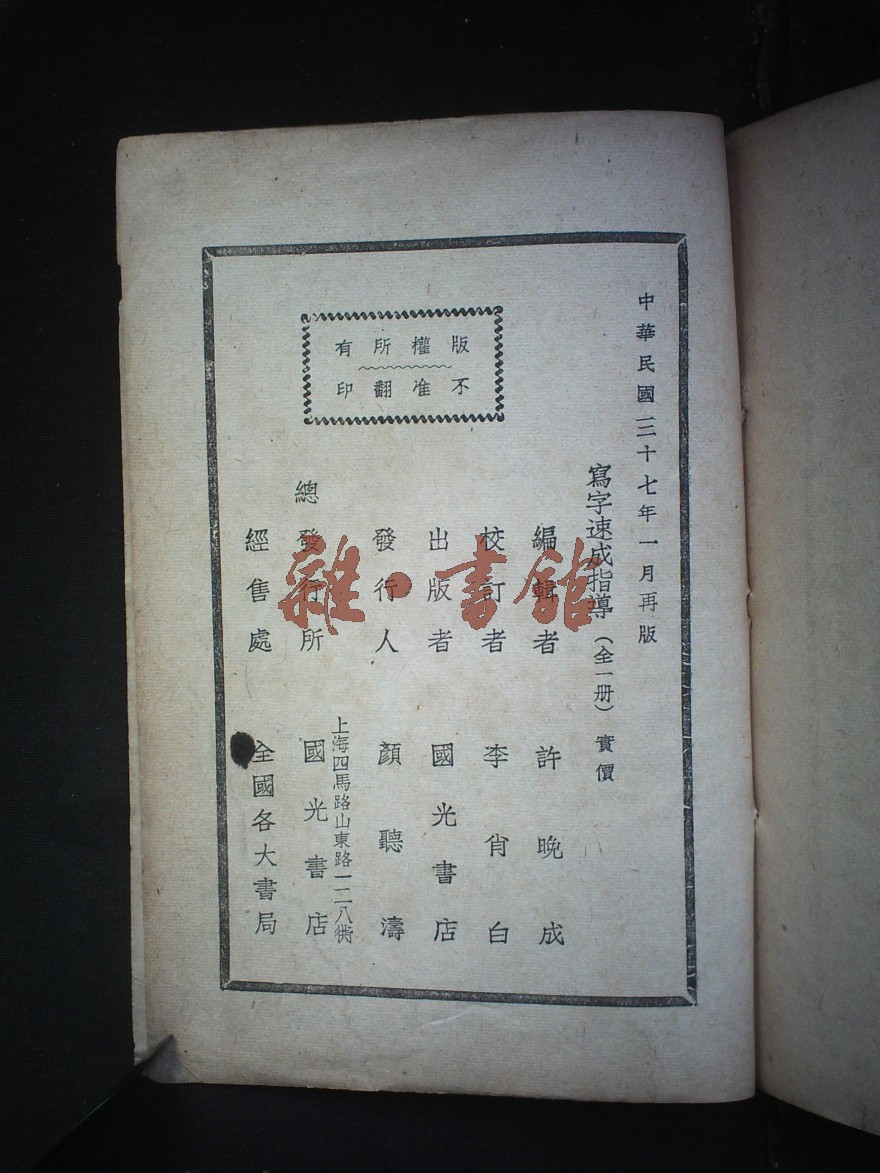 中華民國三十七年一月再版
寫字速成指導（全一册）實價
編輯者 許晚成
校訂者 李肖白
出版者 國光書店
發行人 顏聽濤
上海四馬路山東路一二八衖
總發行所 國光書店
經售處 全國各大書局
版權所有
不准翻印
雜·書館